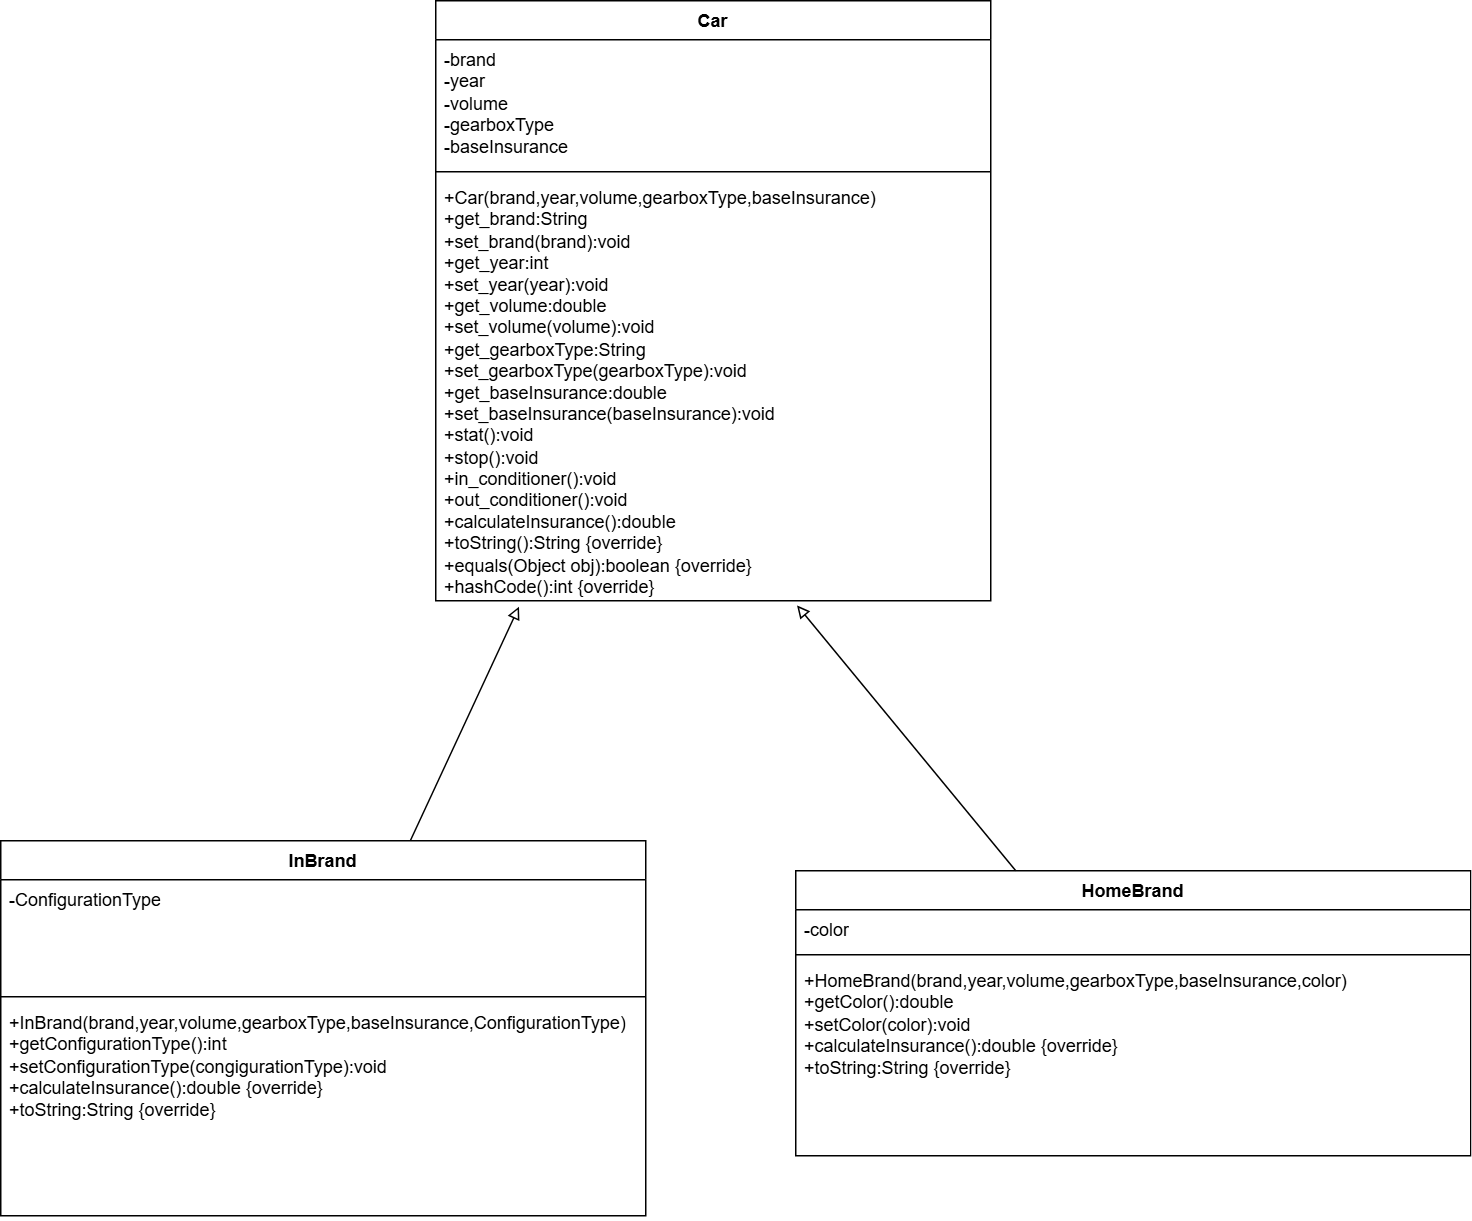 Car
-brand
-year
-volume
-gearboxType
-baseInsurance
+Car(brand,year,volume,gearboxType,baseInsurance)
+get_brand:String
+set_brand(brand):void
+get_year:int
+set_year(year):void
+get_volume:double
+set_volume(volume):void
+get_gearboxType:String
+set_gearboxType(gearboxType):void
+get_baseInsurance:double
+set_baseInsurance(baseInsurance):void
+stat():void
+stop():void
+in_conditioner():void
+out_conditioner():void
+calculateInsurance():double
+toString():String {override}
+equals(Object obj):boolean {override}
+hashCode():int {override}
InBrand
-ConfigurationType
+InBrand(brand,year,volume,gearboxType,baseInsurance,ConfigurationType)
+getConfigurationType():int
+setConfigurationType(congigurationType):void
+calculateInsurance():double {override}
+toString:String {override}
HomeBrand
-color
+HomeBrand(brand,year,volume,gearboxType,baseInsurance,color)
+getColor():double
+setColor(color):void
+calculateInsurance():double {override}
+toString:String {override}